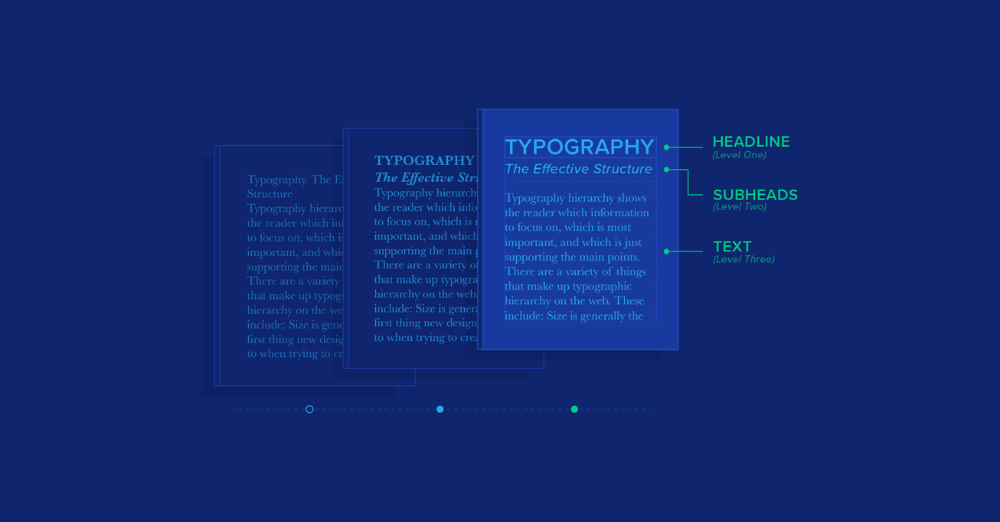 Typography. The E
Structure
Typography hierarc
the reader which inf
to focus on, which is
important, and whic
supporting the main
There are a variety
that make up typog
hierarchy on the we
include: Size is gene
first thing new desig
to when trying to cr
TYPOGRAPHY
The Effective Stru
Typography hierarch
the reader which info
to focus on, which is
important, and which
supporting the main p
There are a variety of
that make up typogra
hierarchy on the web.
include: Size is genera
first thing new design
to when trying to crea
TYPOGRAPHY
The Effective Structure
Typography hierarchy shows
the reader which information
to focus on, which is most
important, and which is just
supporting the main points.
There are a variety of things
that make up typographic
hierarchy on the web. These
include: Size is generally the
HEADLINE
(Level One)
SUBHEADS
(Level Two)
TEXT
(Level Three)